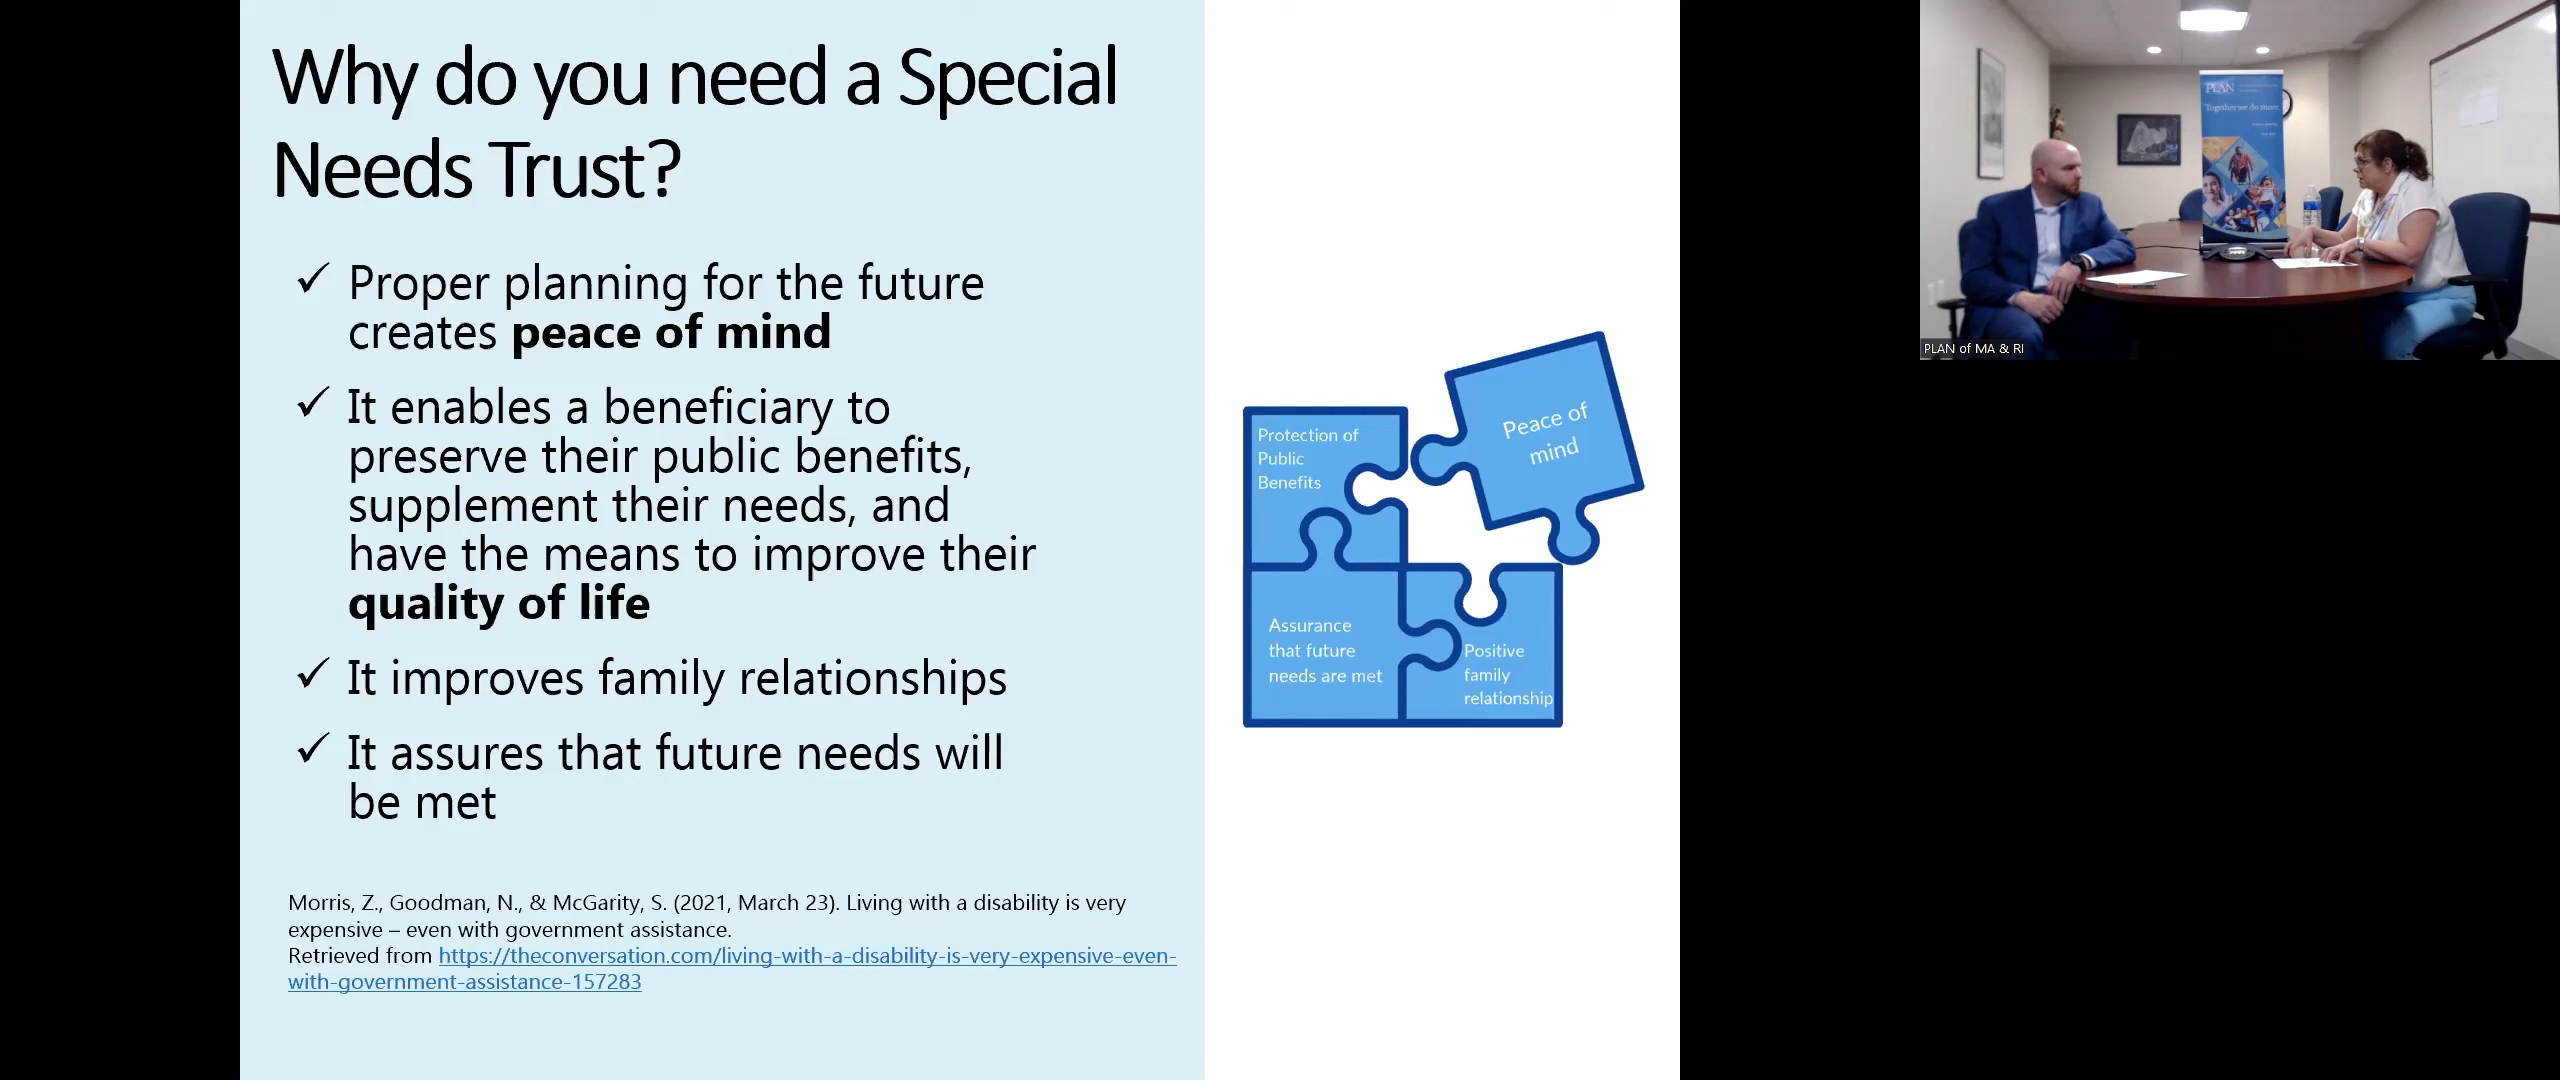 Why do you need a Special
Needs Trust?
✓ Proper planning for the future
creates peace of mind
✓ It enables a beneficiary to
preserve their public benefits,
supplement their needs, and
have the means to improve their
quality of life
✓ It improves family relationships
✓ It assures that future needs will
be met
Morris, Z., Goodman, N., & McGarity, S. (2021, March 23). Living with a disability is very
expensive – even with government assistance.
Retrieved from https://theconversation.com/living-with-a-disability-is-very-expensive-even-
with-government-assistance-157283
Protection of
Public
Benefits
Peace of
mind
Assurance
that future
needs are met
Positive
family
relationship
PLAN
Together we do more.
PLAN of MA & RI